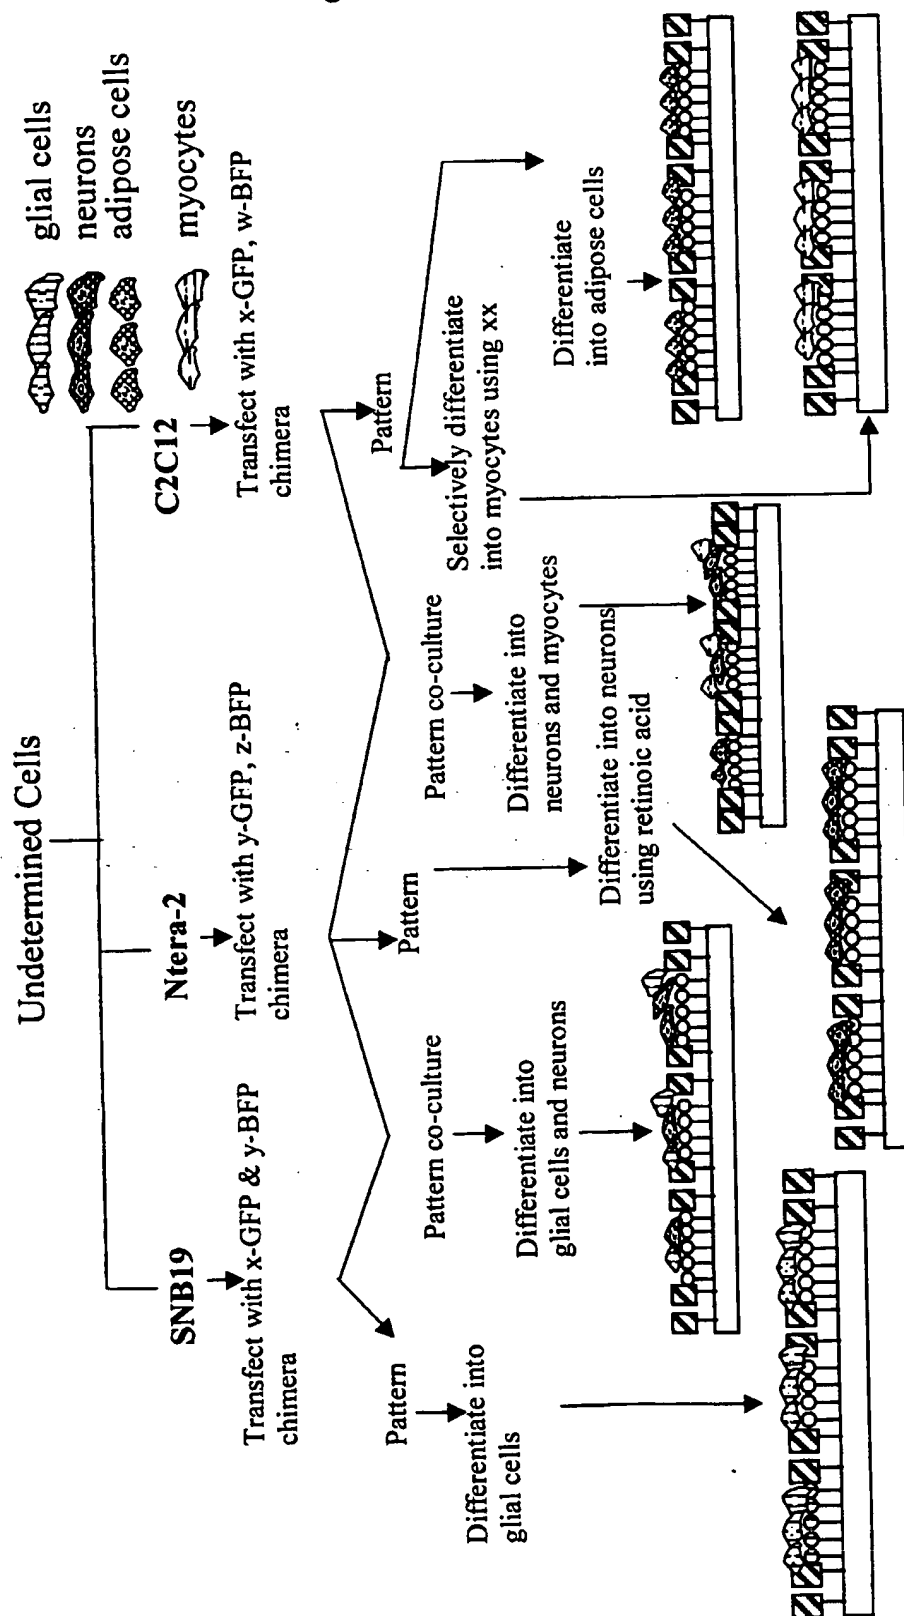 Undetermined Cells
glial cells
neurons
adipose cells
myocytes
SNB19
Ntera-2
C2C12
Transfect with x-GFP & y-BFP
chimera
Transfect with y-GFP, z-BFP
chimera
Transfect with x-GFP, w-BFP
chimera
Pattern
Differentiate into
glial cells
Pattern co-culture
Differentiate into
glial cells and neurons
Pattern
Differentiate into neurons
using retinoic acid
Pattern co-culture
Differentiate into
neurons and myocytes
Pattern
Selectively differentiate
into myocytes using xx
Differentiate
into adipose cells